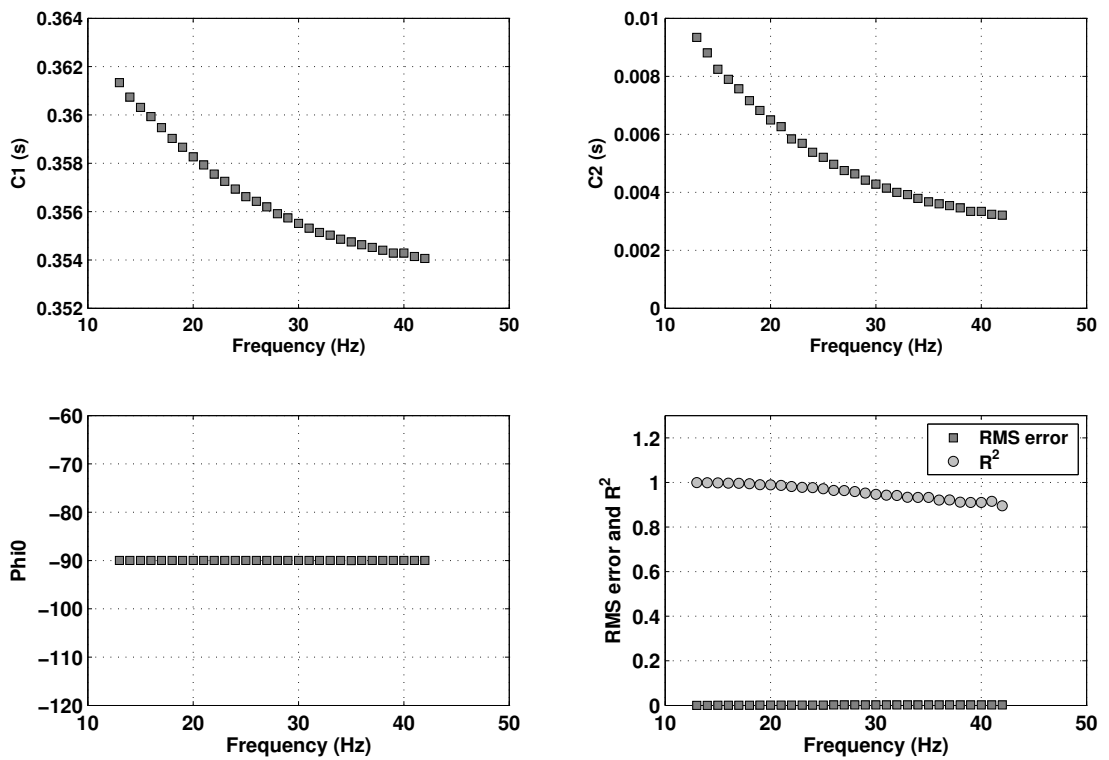 C1 (s)
0.364
0.362
0.36
0.358
0.356
0.354
0.352
10 20 30 40 50
Frequency (Hz)
C2 (s)
0.01
0.008
0.006
0.004
0.002
0
10 20 30 40 50
Frequency (Hz)
Phi0
−60
−70
−80
−90
−100
−110
−120
10 20 30 40 50
Frequency (Hz)
RMS error and R2
1.2
1
0.8
0.6
0.4
0.2
0
10 20 30 40 50
Frequency (Hz)
RMS error
R2